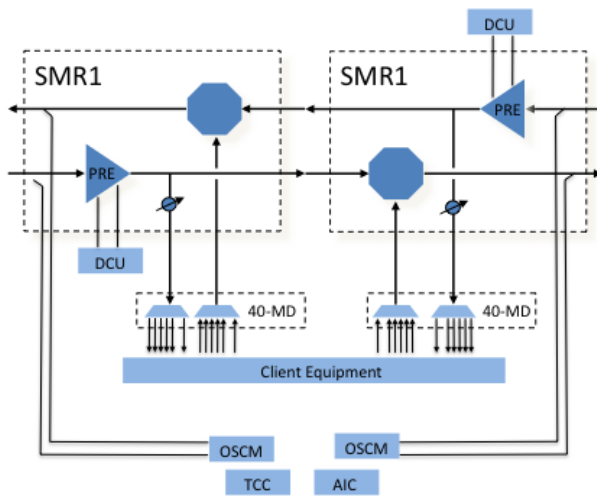 DCU
SMR1
SMR1
PRE
PRE
DCU
40-MD
40-MD
Client Equipment
OSCM
OSCM
TCC
AIC